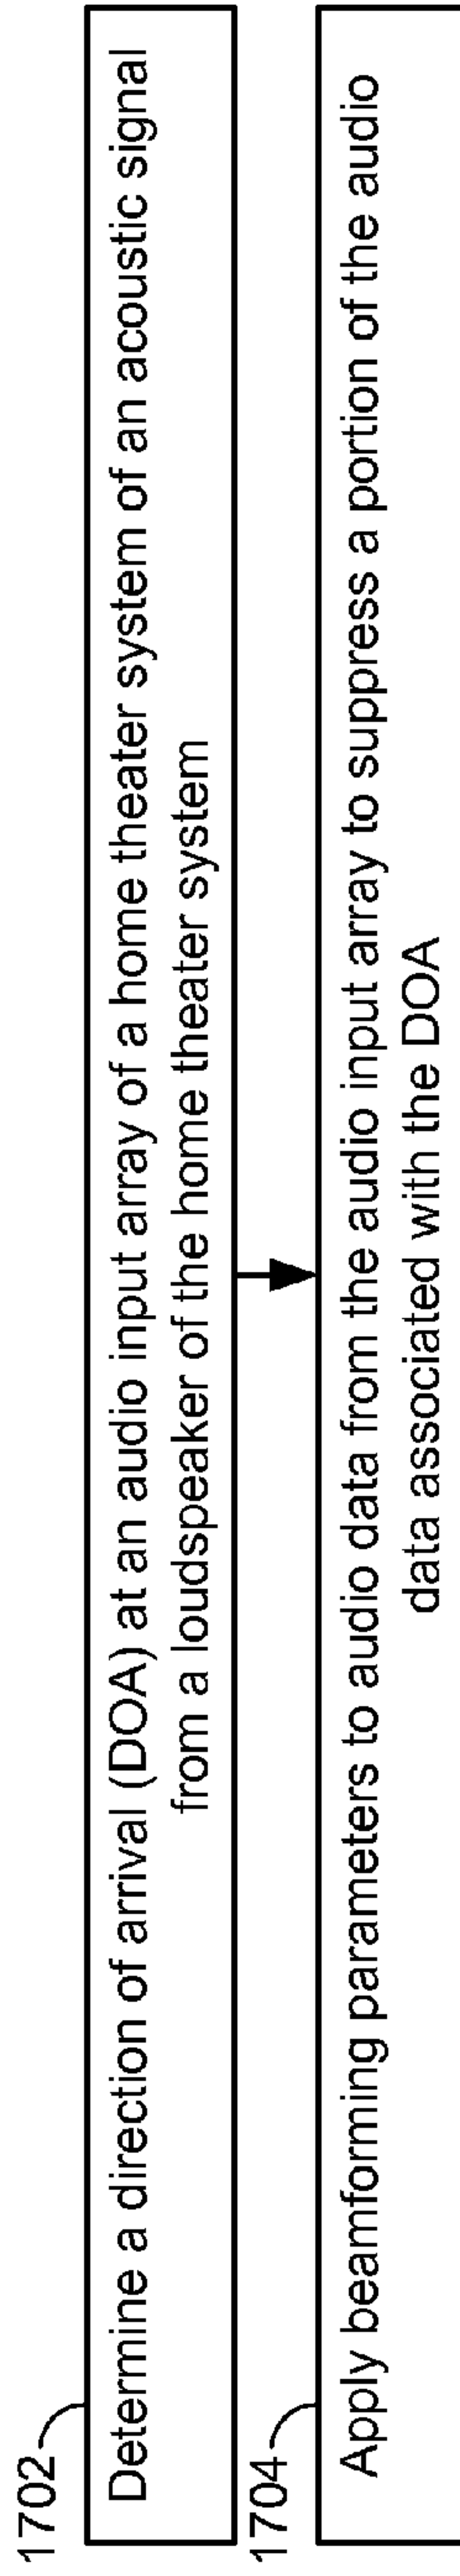 1702
Determine a direction of arrival (DOA) at an audio input array of a home theater system of an acoustic signal
from a loudspeaker of the home theater system
1704
Apply beamforming parameters to audio data from the audio input array to suppress a portion of the audio
data associated with the DOA